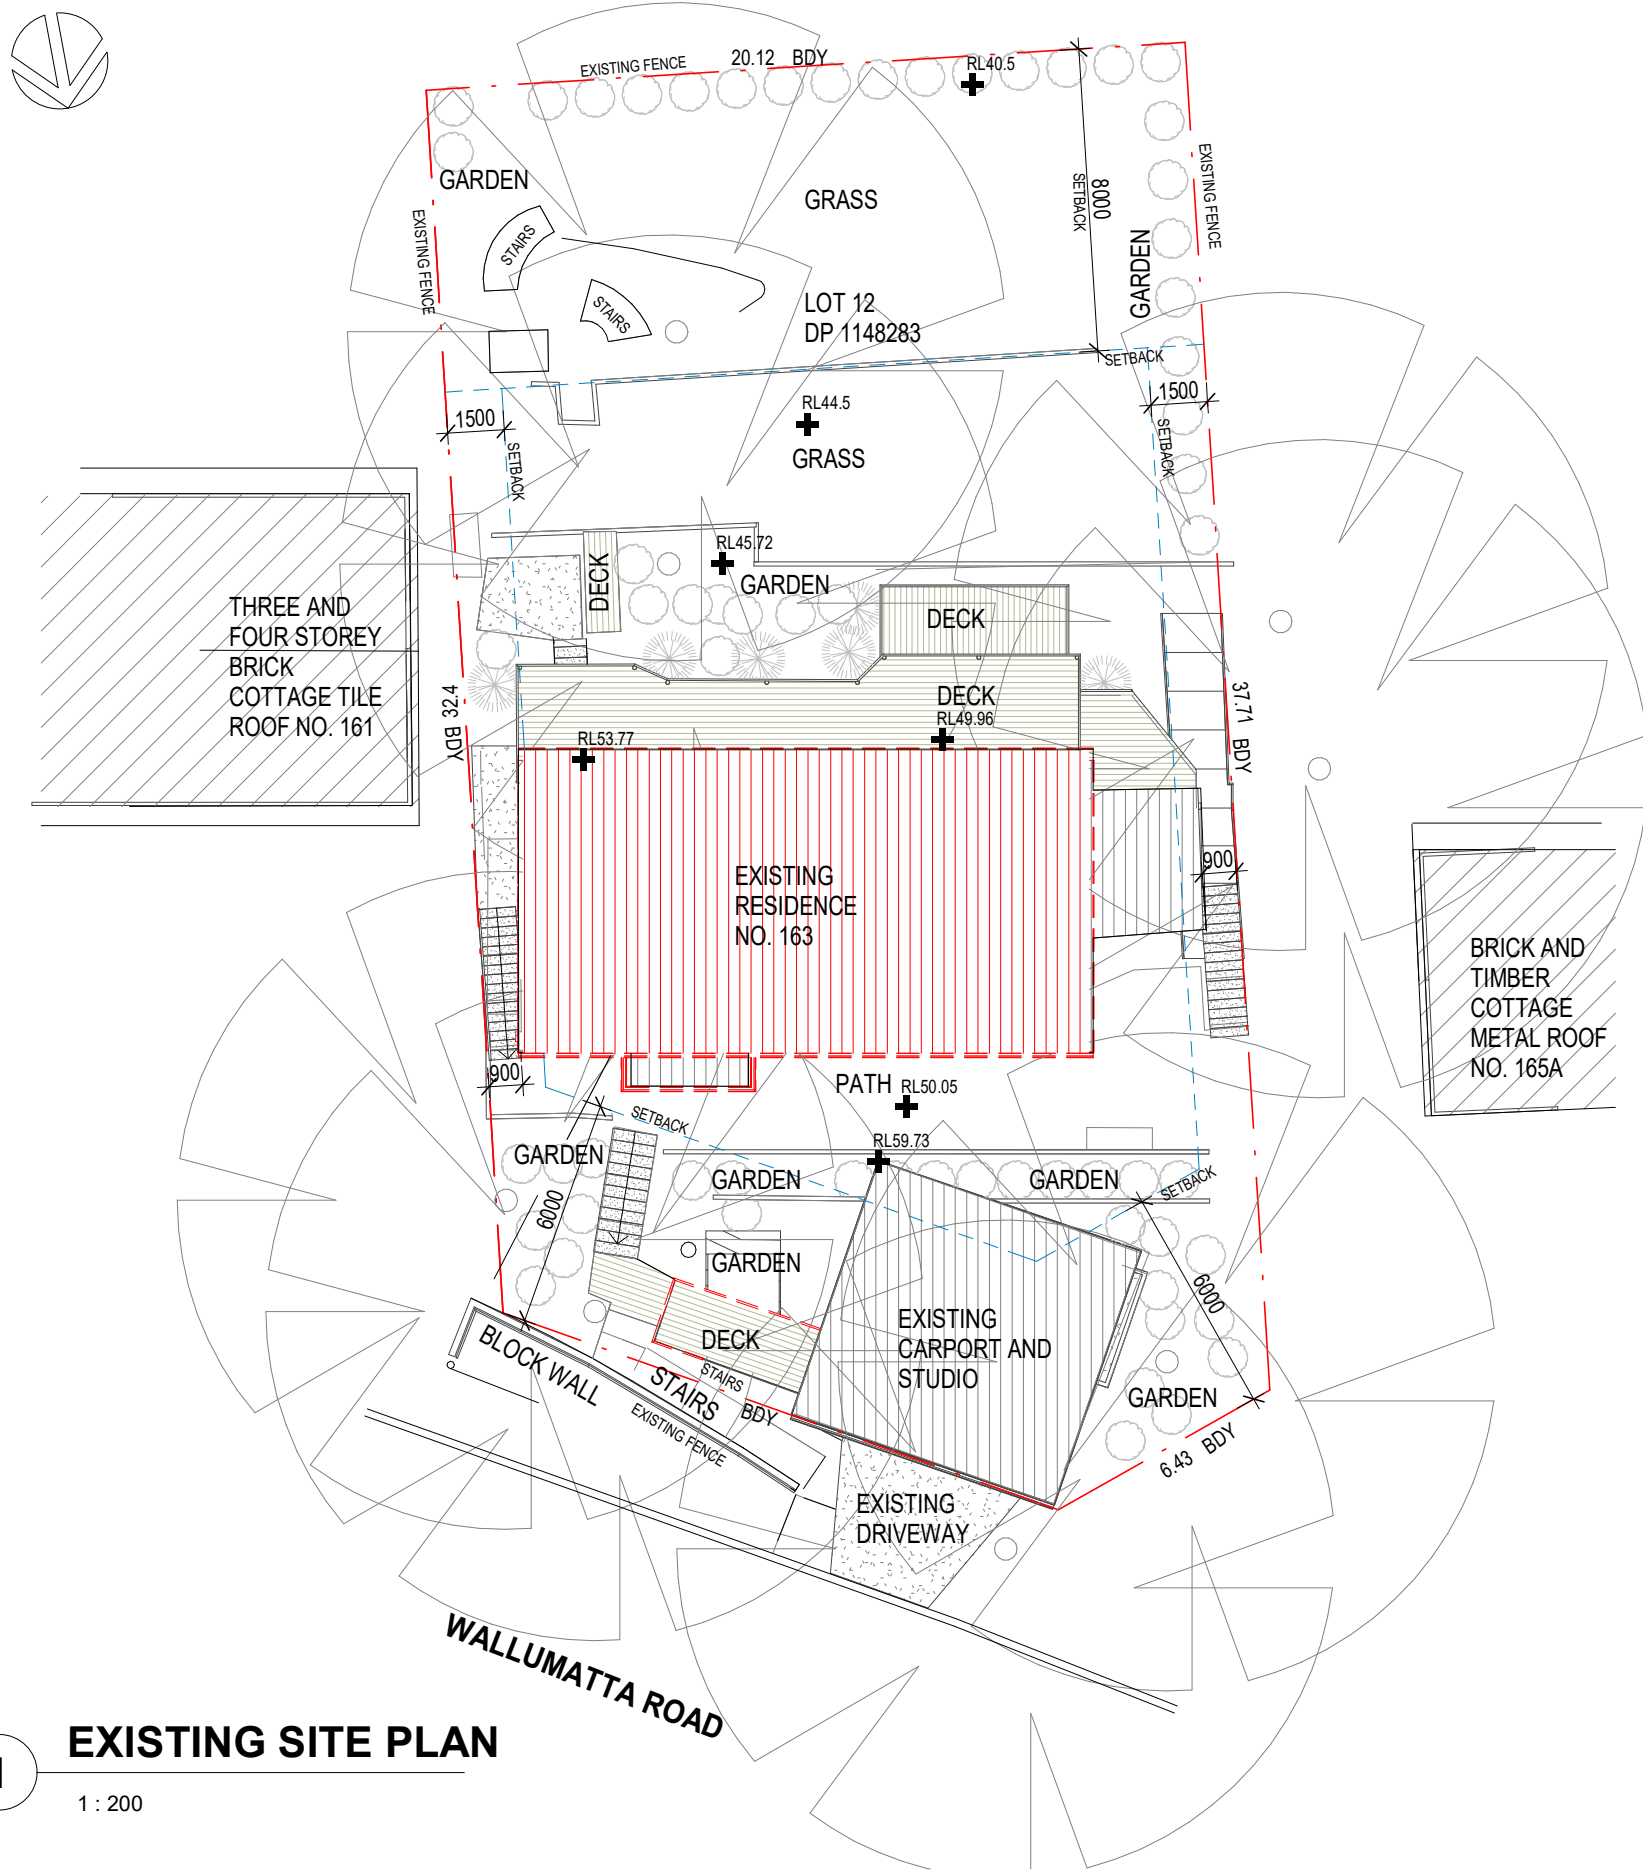 20.12 BDY
EXISTING FENCE
RL40.5
GARDEN
GRASS
8000
SETBACK
EXISTING FENCE
EXISTING FENCE
STAIRS
GARDEN
STAIRS
LOT 12
DP 1148283
SETBACK
1500
1500
RL44.5
SETBACK
SETBACK
GRASS
RL45.72
DECK
GARDEN
THREE AND
FOUR STOREY
BRICK
COTTAGE TILE
ROOF NO. 161
DECK
DECK
RL49.96
32.4
BDY
37.71 BDY
RL53.77
EXISTING
RESIDENCE
NO. 163
900
BRICK AND
TIMBER
COTTAGE
METAL ROOF
NO. 165A
900
PATH
RL50.05
SETBACK
RL59.73
GARDEN
GARDEN
GARDEN
SETBACK
6000
GARDEN
6000
EXISTING
CARPORT AND
STUDIO
DECK
BLOCK WALL
STAIRS
STAIRS
BDY
GARDEN
EXISTING FENCE
6.43 BDY
EXISTING
DRIVEWAY
WALLUMATTA ROAD
EXISTING SITE PLAN
1 : 200